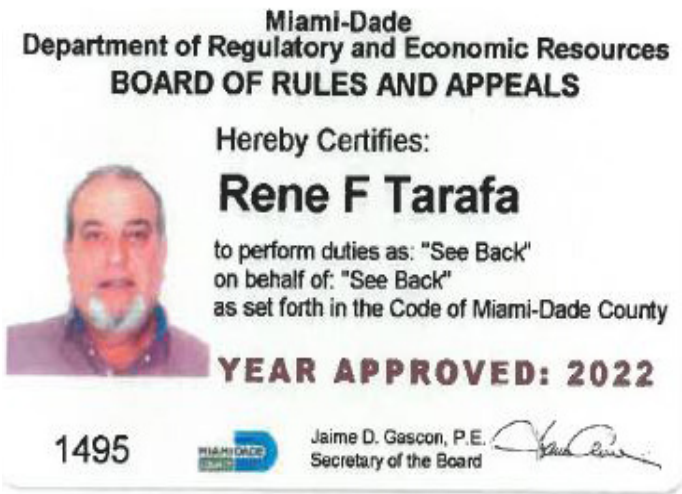 Miami-Dade
Department of Regulatory and Economic Resources
BOARD OF RULES AND APPEALS
Hereby Certifies:
Rene F Tarafa
to perform duties as: "See Back"
on behalf of: "See Back"
as set forth in the Code of Miami-Dade County
YEAR APPROVED: 2022
1495
MIAMI-DADE
Jaime D. Gascon, P.E.
Secretary of the Board